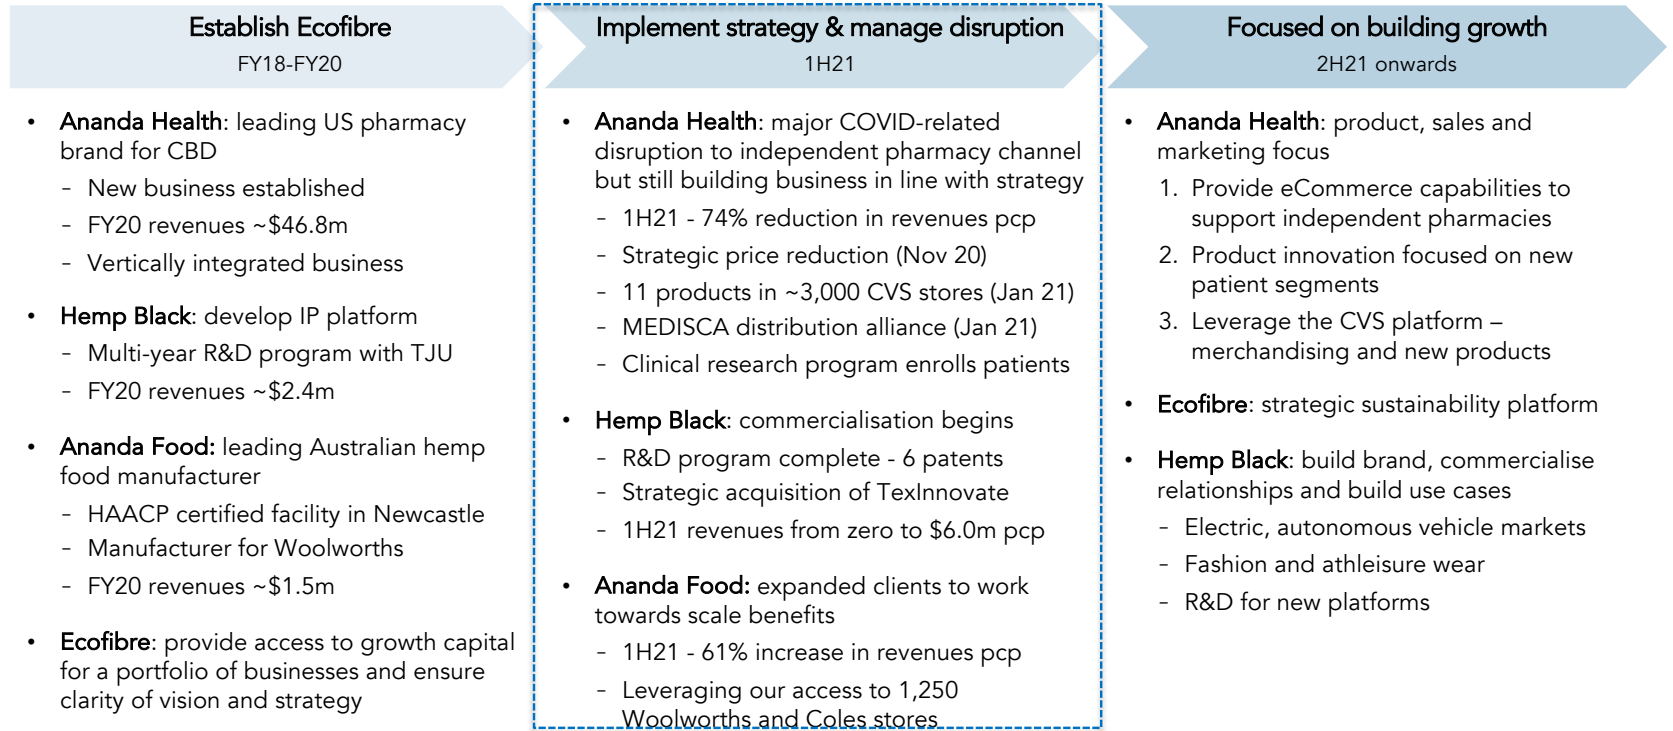 Establish Ecofibre
FY18-FY20
• Ananda Health: leading US pharmacy
brand for CBD
- New business established
- FY20 revenues ~$46.8m
- Vertically integrated business
• Hemp Black: develop IP platform
- Multi-year R&D program with TJU
- FY20 revenues ~$2.4m
• Ananda Food: leading Australian hemp
food manufacturer
- HAACP certified facility in Newcastle
- Manufacturer for Woolworths
- FY20 revenues ~$1.5m
• Ecofibre: provide access to growth capital
for a portfolio of businesses and ensure
clarity of vision and strategy
Implement strategy & manage disruption
1H21
• Ananda Health: major COVID-related
disruption to independent pharmacy channel
but still building business in line with strategy
- 1H21 - 74% reduction in revenues pcp
- Strategic price reduction (Nov 20)
- 11 products in ~3,000 CVS stores (Jan 21)
- MEDISCA distribution alliance (Jan 21)
- Clinical research program enrolls patients
• Hemp Black: commercialisation begins
- R&D program complete - 6 patents
- Strategic acquisition of TexInnovate
- 1H21 revenues from zero to $6.0m pcp
• Ananda Food: expanded clients to work
towards scale benefits
- 1H21 - 61% increase in revenues pcp
- Leveraging our access to 1,250
Woolworths and Coles stores
Focused on building growth
2H21 onwards
• Ananda Health: product, sales and
marketing focus
1. Provide eCommerce capabilities to
support independent pharmacies
2. Product innovation focused on new
patient segments
3. Leverage the CVS platform –
merchandising and new products
• Ecofibre: strategic sustainability platform
• Hemp Black: build brand, commercialise
relationships and build use cases
- Electric, autonomous vehicle markets
- Fashion and athleisure wear
- R&D for new platforms